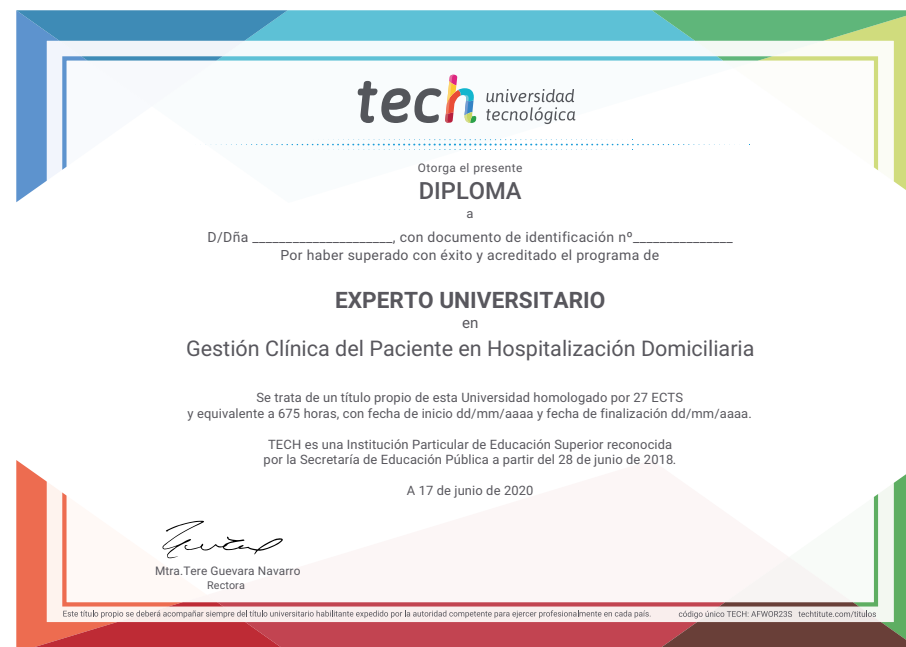 tech universidad
tecnológica
Otorga el presente
DIPLOMA
a
D/Dña _____________________, con documento de identificación nº_______________
Por haber superado con éxito y acreditado el programa de
EXPERTO UNIVERSITARIO
en
Gestión Clínica del Paciente en Hospitalización Domiciliaria
Se trata de un título propio de esta Universidad homologado por 27 ECTS
y equivalente a 675 horas, con fecha de inicio dd/mm/aaaa y fecha de finalización dd/mm/aaaa.
TECH es una Institución Particular de Educación Superior reconocida
por la Secretaría de Educación Pública a partir del 28 de junio de 2018.
A 17 de junio de 2020
Mtra.Tere Guevara Navarro
Rectora
Este título propio se deberá acompañar siempre del título universitario habilitante expedido por la autoridad competente para ejercer profesionalmente en cada país. código único TECH: AFWOR23S techtitute.com/titulos